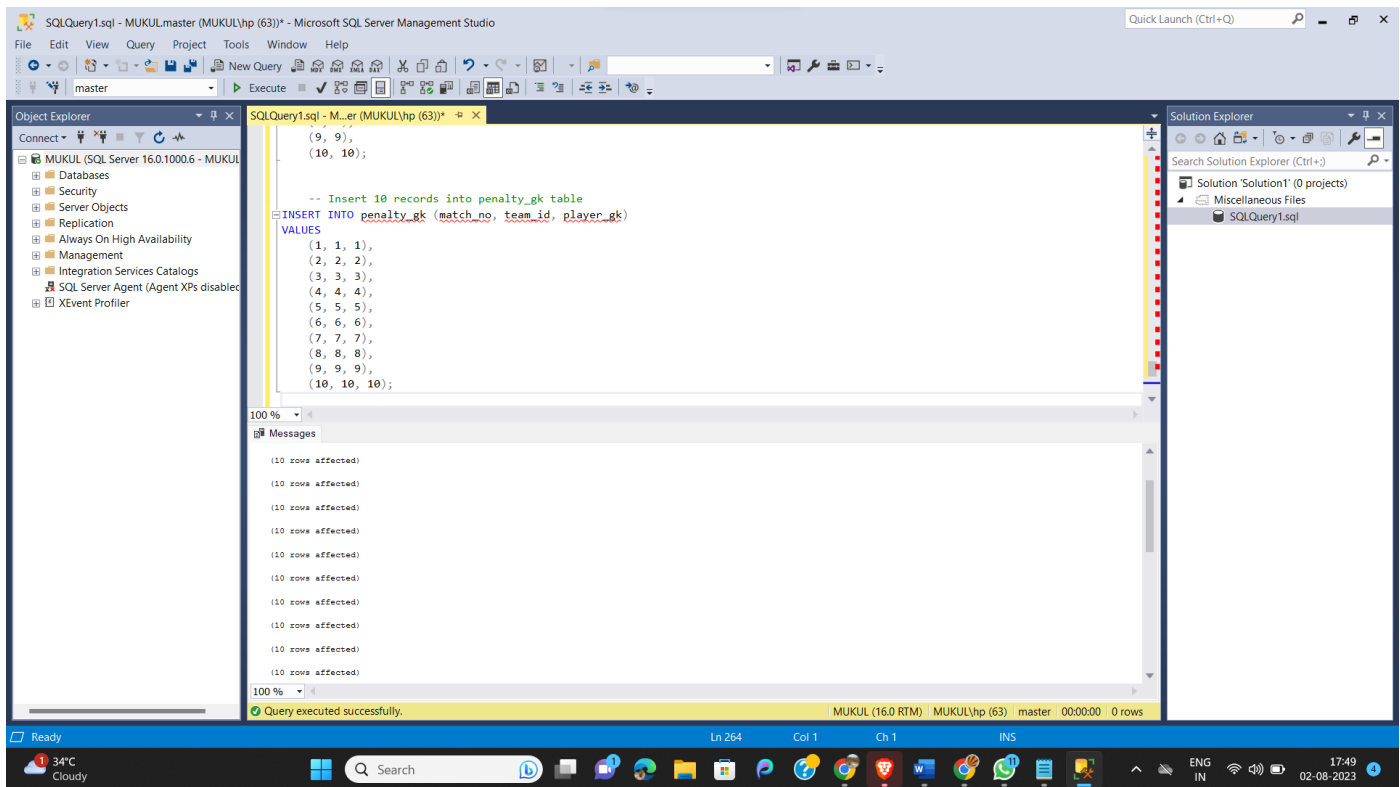 SQLQuery1.sql - MUKUL.master (MUKUL\hp (63))* - Microsoft SQL Server Management Studio
Quick Launch (Ctrl+Q)
File Edit View Query Project Tools Window Help
New Query MDX DMX XMLA DAX
master
Execute
Object Explorer
Connect
MUKUL (SQL Server 16.0.1000.6 - MUKUL
Databases
Security
Server Objects
Replication
Always On High Availability
Management
Integration Services Catalogs
SQL Server Agent (Agent XPs disabled
XEvent Profiler
SQLQuery1.sql - M...er (MUKUL\hp (63))*
(9, 9),
(10, 10);
-- Insert 10 records into penalty_gk table
INSERT INTO penalty_gk (match_no, team_id, player_gk)
VALUES
(1, 1, 1),
(2, 2, 2),
(3, 3, 3),
(4, 4, 4),
(5, 5, 5),
(6, 6, 6),
(7, 7, 7),
(8, 8, 8),
(9, 9, 9),
(10, 10, 10);
100 %
Messages
(10 rows affected)
(10 rows affected)
(10 rows affected)
(10 rows affected)
(10 rows affected)
(10 rows affected)
(10 rows affected)
(10 rows affected)
(10 rows affected)
(10 rows affected)
100 %
Query executed successfully.
MUKUL (16.0 RTM) MUKUL\hp (63) master 00:00:00 0 rows
Solution Explorer
Search Solution Explorer (Ctrl+;)
Solution 'Solution1' (0 projects)
Miscellaneous Files
SQLQuery1.sql
Ready
Ln 264 Col 1 Ch 1 INS
1
34°C
Cloudy
Search
1
11
ENG
IN
17:49
02-08-2023
4